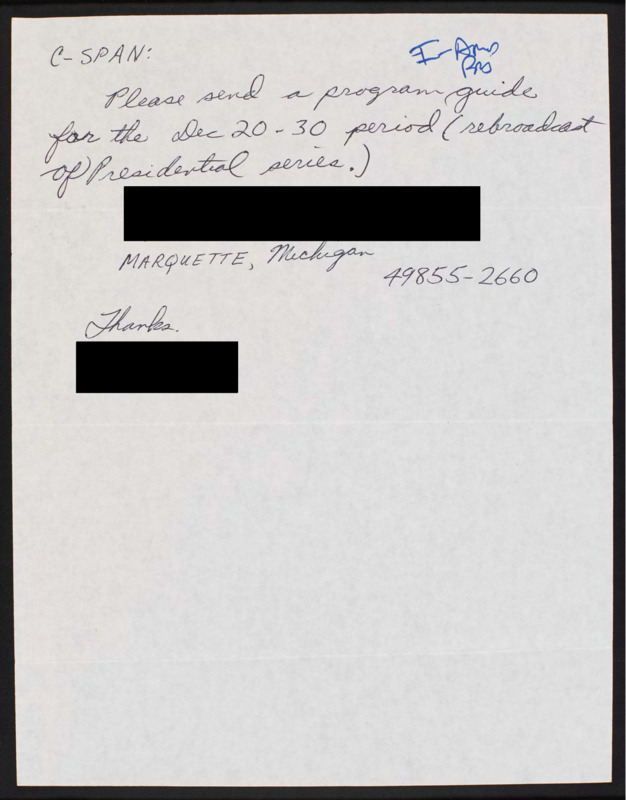 C-SPAN:
Please send a program guide
for the Dec 20-30 period (rebroadcast
of Presidential series.)
MARQUETTE, Michigan
49855-2660
Thanks.